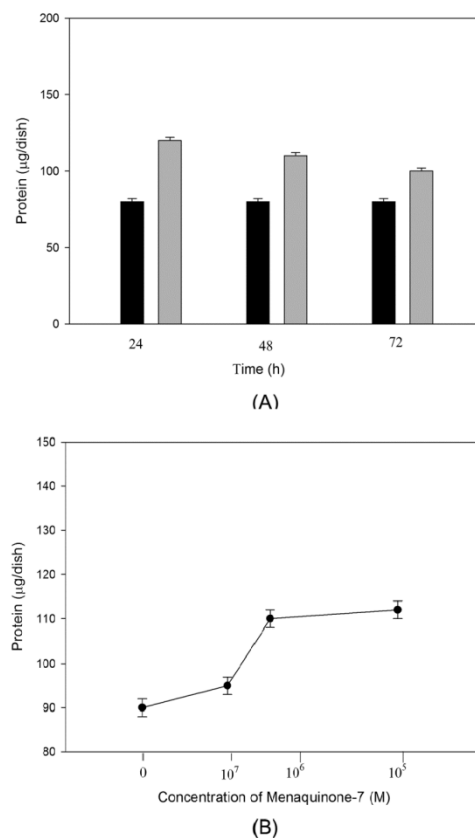 200
150
100
50
0
Protein (µg/dish)
24 48 72
Time (h)
(A)
150
140
130
120
110
100
90
80
Protein (µg/dish)
0 10⁷ 10⁶ 10⁵
Concentration of Menaquinone-7 (M)
(B)